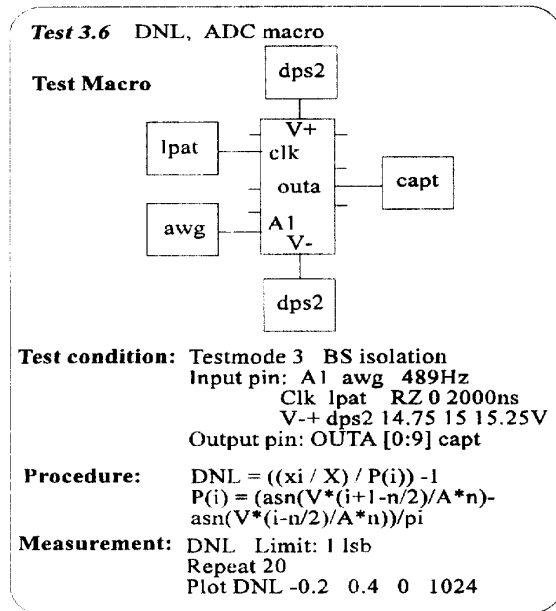 Test 3.6 DNL, ADC macro
Test Macro
dps2
V+
lpat
clk
outa
capt
awg
A1
V-
dps2
Test condition: Testmode 3 BS isolation
Input pin: A1 awg 489Hz
Clk lpat RZ 0 2000ns
V-+ dps2 14.75 15 15.25V
Output pin: OUTA [0:9] capt
Procedure: DNL = ((xi / X) / P(i)) -1
P(i) = (asn(V*(i+1-n/2)/A*n)-
asn(V*(i-n/2)/A*n))/pi
Measurement: DNL Limit: 1 lsb
Repeat 20
Plot DNL -0.2 0.4 0 1024